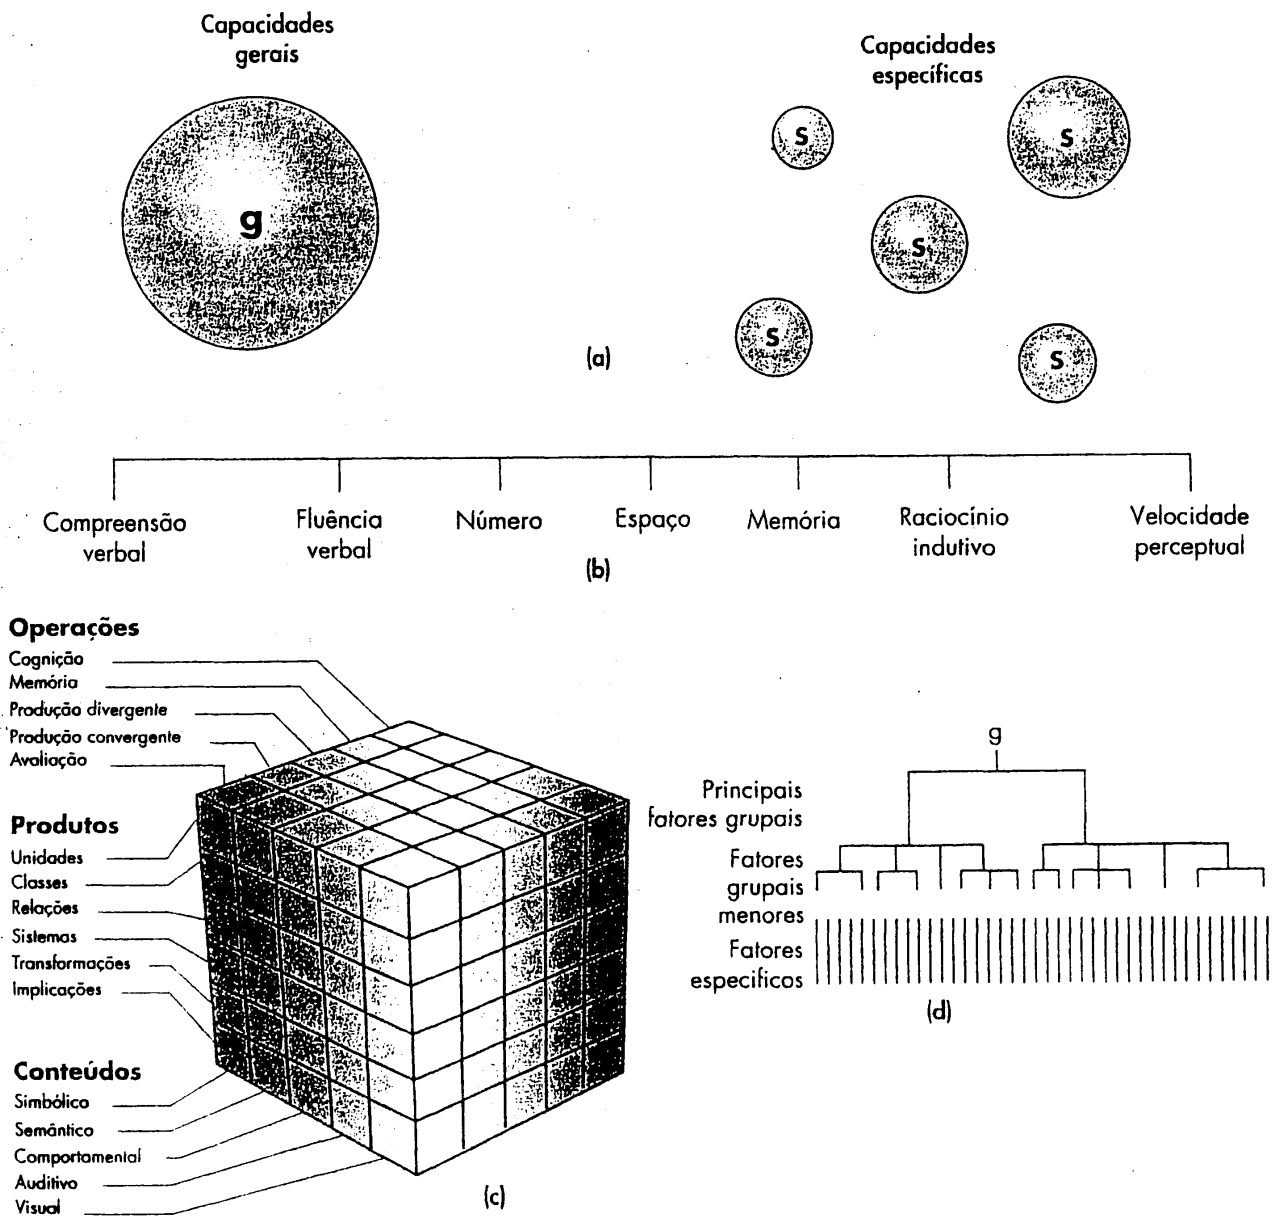 Capacidades
gerais
Capacidades
específicas
g
s
s
s
s
s
(a)
Compreensão
verbal
Fluência
verbal
Número
Espaço
Memória
Raciocínio
indutivo
Velocidade
perceptual
(b)
Operações
Cognição
Memória
Produção divergente
Produção convergente
Avaliação
Produtos
Unidades
Classes
Relações
Sistemas
Transformações
Implicações
Conteúdos
Simbólico
Semântico
Comportamental
Auditivo
Visual
(c)
g
Principais
fatores grupais
Fatores
grupais
menores
Fatores
específicos
(d)